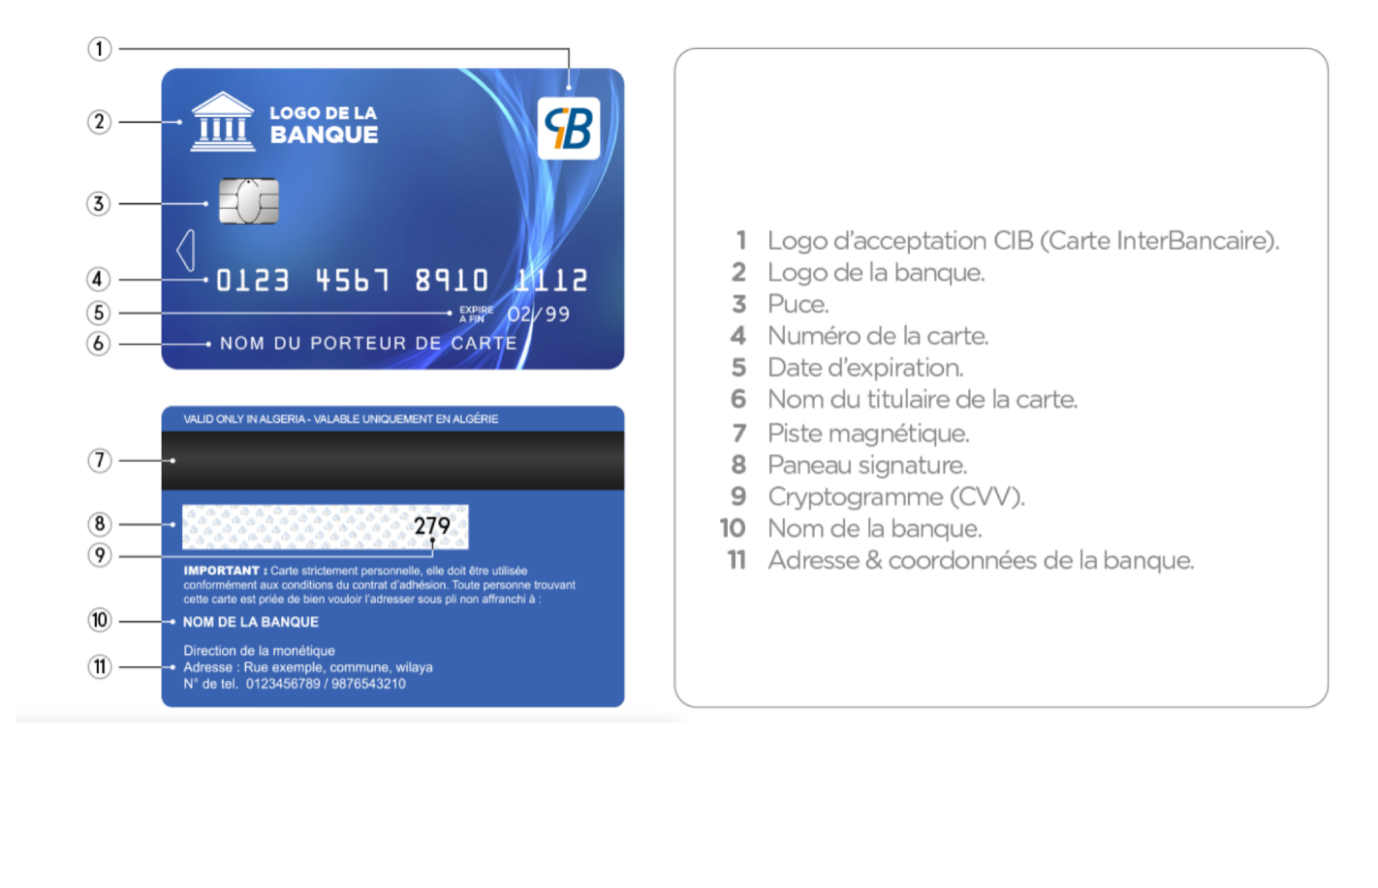 1
2
LOGO DE LA
BANQUE
CIB
3
4
0123 4567 8910 1112
5
EXPIRE
A FIN
02/99
6
NOM DU PORTEUR DE CARTE
VALID ONLY IN ALGERIA - VALABLE UNIQUEMENT EN ALGÉRIE
7
8
279
9
IMPORTANT : Carte strictement personnelle, elle doit être utilisée
conformément aux conditions du contrat d'adhésion. Toute personne trouvant
cette carte est priée de bien vouloir l'adresser sous pli non affranchi à :
10
NOM DE LA BANQUE
Direction de la monétique
11
Adresse : Rue exemple, commune, wilaya
N° de tel. 0123456789 / 9876543210
1 Logo d'acceptation CIB (Carte InterBancaire).
2 Logo de la banque.
3 Puce.
4 Numéro de la carte.
5 Date d'expiration.
6 Nom du titulaire de la carte.
7 Piste magnétique.
8 Paneau signature.
9 Cryptogramme (CVV).
10 Nom de la banque.
11 Adresse & coordonnées de la banque.